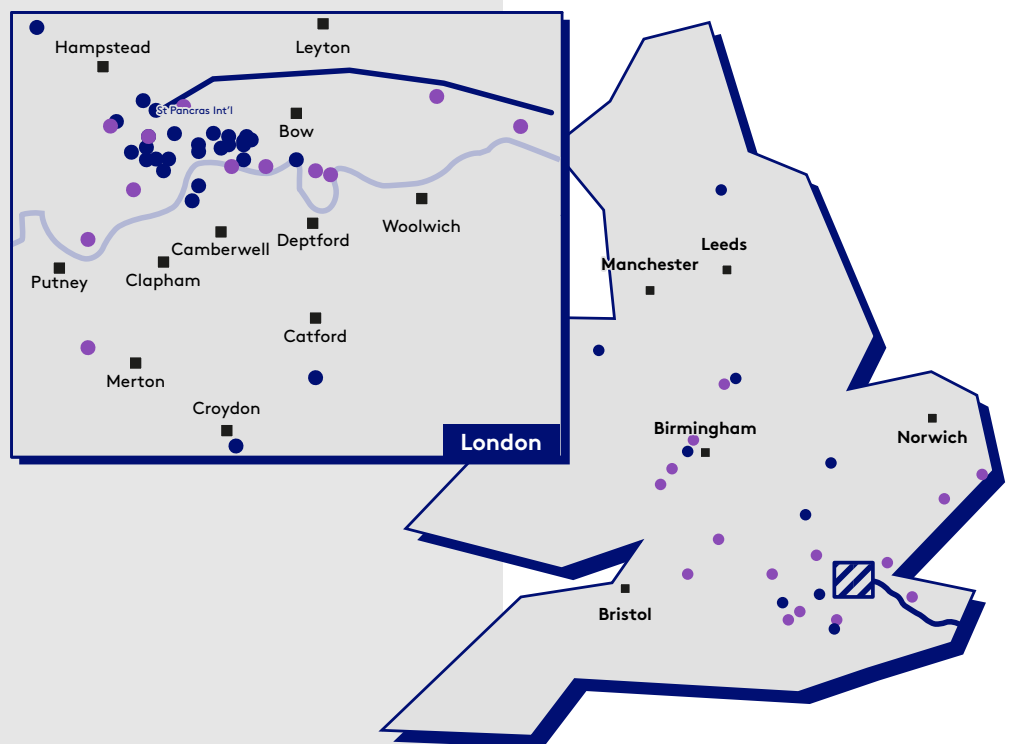 Hampstead
Leyton
St Pancras Int'l
Bow
Woolwich
Deptford
Camberwell
Clapham
Putney
Catford
Merton
Croydon
London
Leeds
Manchester
Birmingham
Norwich
Bristol